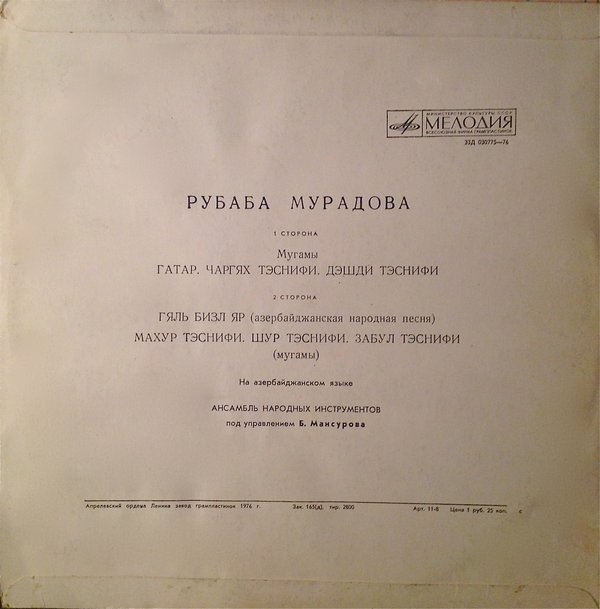 МИНИСТЕРСТВО КУЛЬТУРЫ СССР
МЕЛОДИЯ
ВСЕСОЮЗНАЯ ФИРМА ГРАМПЛАСТИНОК
33Д 030775—76
РУБАБА МУРАДОВА
1 СТОРОНА
Мугамы
ГАТАР. ЧАРГЯХ ТЭСНИФИ. ДЭШДИ ТЭСНИФИ
2 СТОРОНА
ГЯЛЬ БИЗЛ ЯР (азербайджанская народная песня)
МАХУР ТЭСНИФИ. ШУР ТЭСНИФИ. ЗАБУЛ ТЭСНИФИ
(мугамы)
На азербайджанском языке
АНСАМБЛЬ НАРОДНЫХ ИНСТРУМЕНТОВ
под управлением Б. Мансурова
Апрелевский ордена Ленина завод грампластинок 1976 г. Зак. 165(д), тир. 2800 Арт. 11-8 Цена 1 руб. 25 коп. с